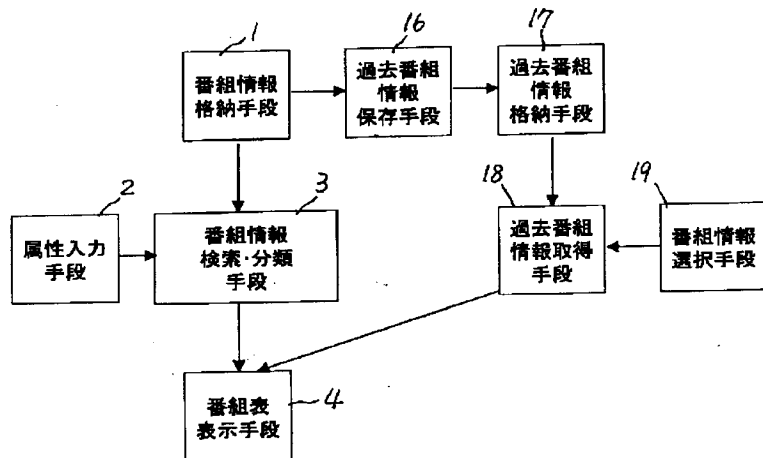 1
番組情報
格納手段
16
過去番組
情報
保存手段
17
過去番組
情報
格納手段
2
属性入力
手段
3
番組情報
検索・分類
手段
18
過去番組
情報取得
手段
19
番組情報
選択手段
4
番組表
表示手段